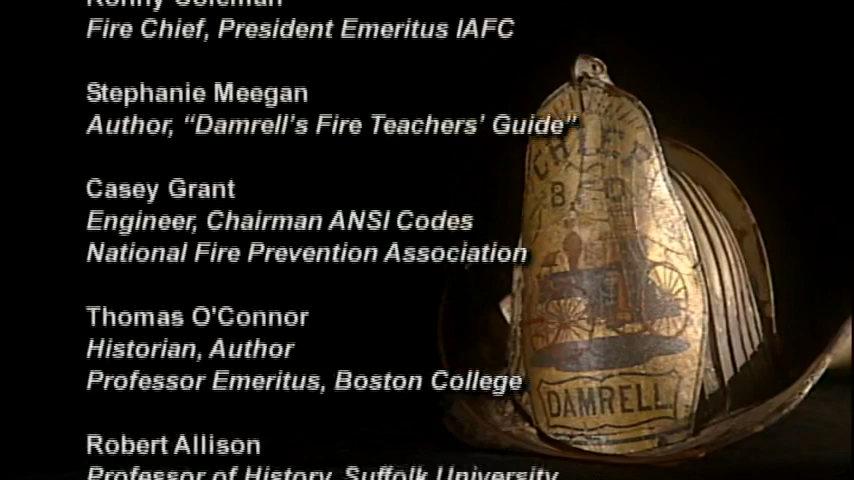 Ronny Coleman
Fire Chief, President Emeritus IAFC
Stephanie Meegan
Author, “Damrell’s Fire Teachers’ Guide”
Casey Grant
Engineer, Chairman ANSI Codes
National Fire Prevention Association
Thomas O'Connor
Historian, Author
Professor Emeritus, Boston College
Robert Allison
Professor of History, Suffolk University
CHIEF
B F D
DAMRELL